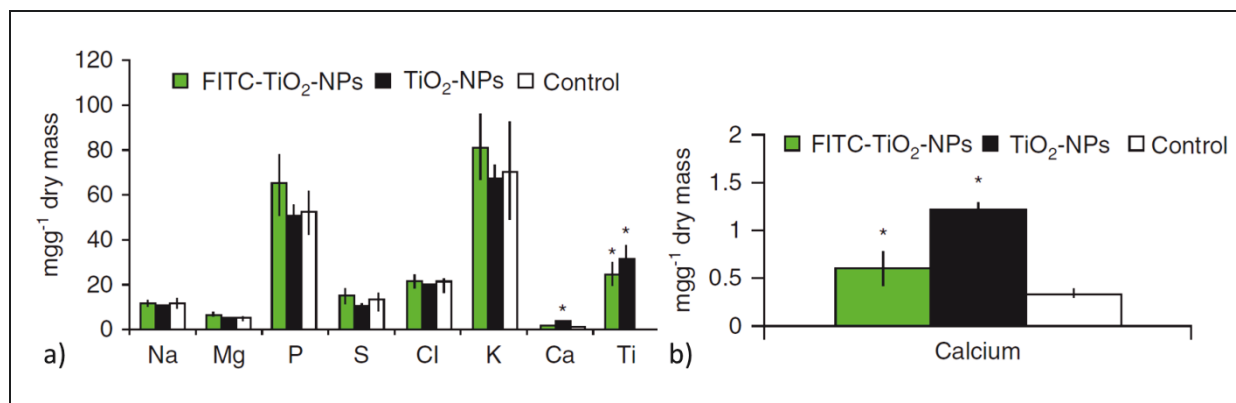 120
100
80
60
40
20
0
mgg⁻¹ dry mass
FITC-TiO₂-NPs TiO₂-NPs Control
* * *
Na Mg P S Cl K Ca Ti
a)
2
1.5
1
0.5
0
mgg⁻¹ dry mass
FITC-TiO₂-NPs TiO₂-NPs Control
* *
Calcium
b)